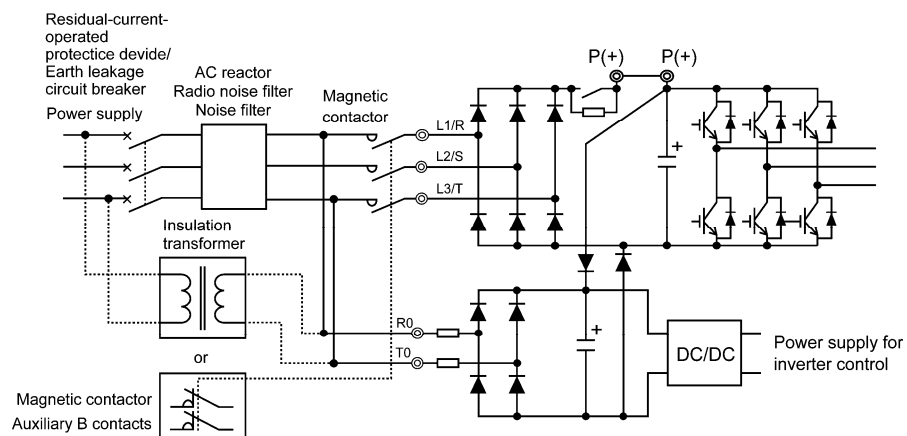 Residual-current-
operated
protectice devide/
Earth leakage
circuit breaker
Power supply
AC reactor
Radio noise filter
Noise filter
Magnetic
contactor
L1/R
L2/S
L3/T
P(+)
P(+)
+
Insulation
transformer
or
R0
T0
+
DC/DC
Power supply for
inverter control
Magnetic contactor
Auxiliary B contacts